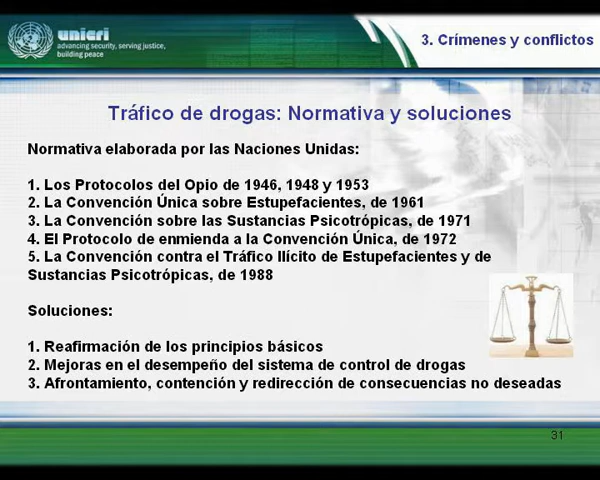 unicri
advancing security, serving justice,
building peace
3. Crímenes y conflictos
Tráfico de drogas: Normativa y soluciones
Normativa elaborada por las Naciones Unidas:
1. Los Protocolos del Opio de 1946, 1948 y 1953
2. La Convención Única sobre Estupefacientes, de 1961
3. La Convención sobre las Sustancias Psicotrópicas, de 1971
4. El Protocolo de enmienda a la Convención Única, de 1972
5. La Convención contra el Tráfico Ilícito de Estupefacientes y de
Sustancias Psicotrópicas, de 1988
Soluciones:
1. Reafirmación de los principios básicos
2. Mejoras en el desempeño del sistema de control de drogas
3. Afrontamiento, contención y redirección de consecuencias no deseadas
31